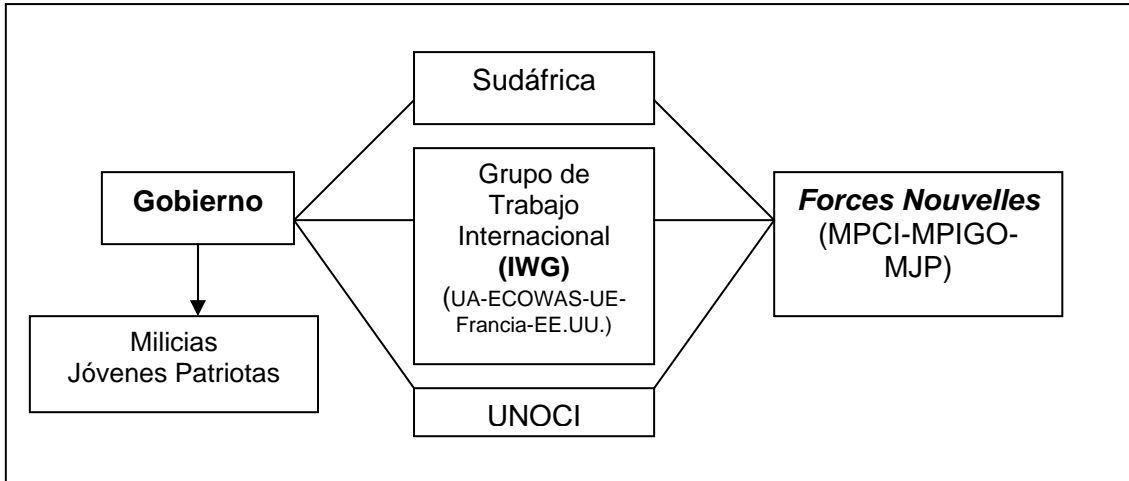 Sudáfrica
Gobierno
Milicias
Jóvenes Patriotas
Grupo de
Trabajo
Internacional
(IWG)
(UA-ECOWAS-UE-
Francia-EE.UU.)
UNOCI
Forces Nouvelles
(MPCI-MPIGO-
MJP)